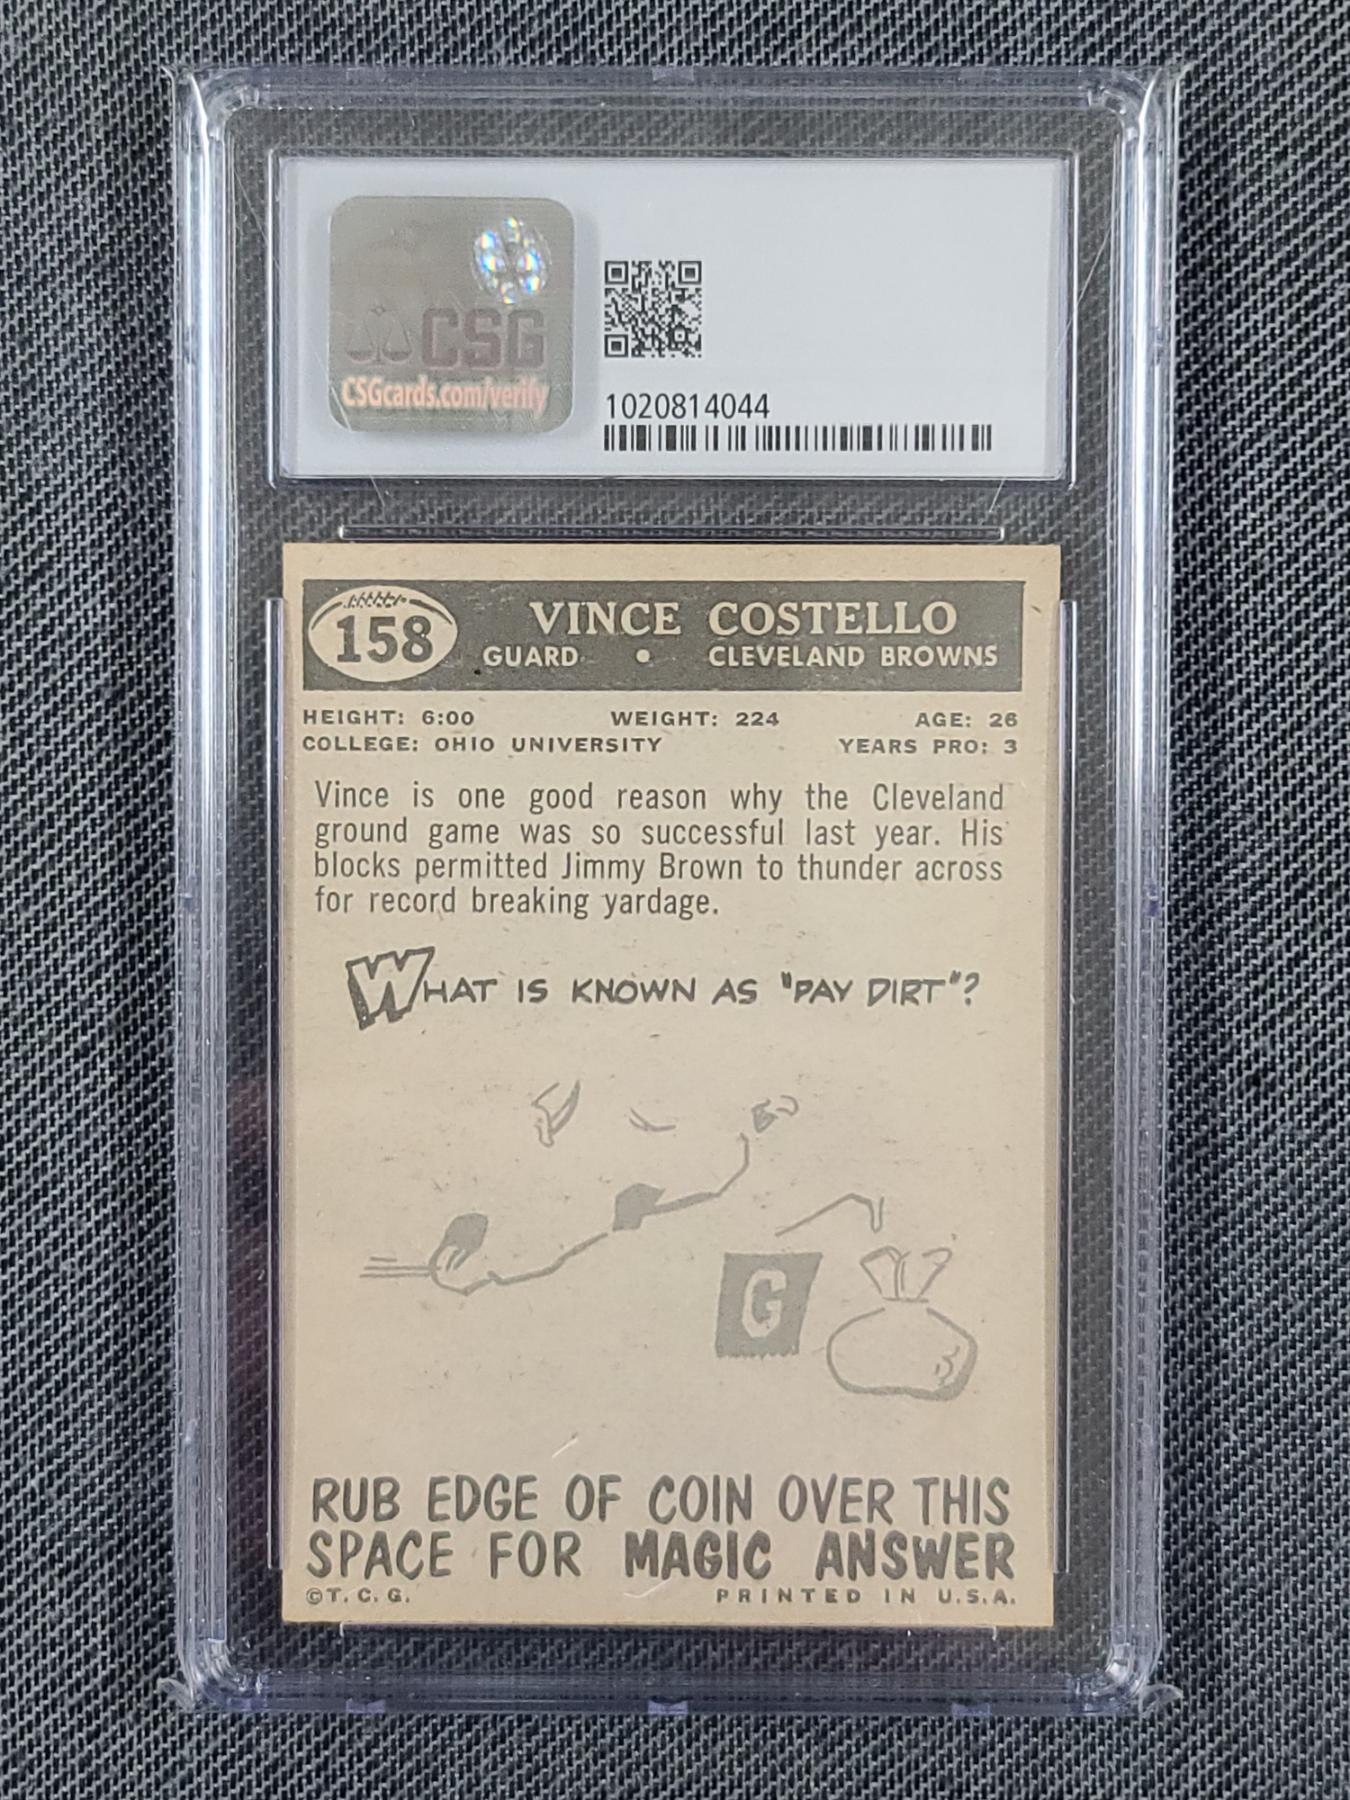 CSG
CSGcards.com/verify
1020814044
158
VINCE COSTELLO
GUARD • CLEVELAND BROWNS
HEIGHT: 6:00 WEIGHT: 224 AGE: 26
COLLEGE: OHIO UNIVERSITY YEARS PRO: 3
Vince is one good reason why the Cleveland
ground game was so successful last year. His
blocks permitted Jimmy Brown to thunder across
for record breaking yardage.
WHAT IS KNOWN AS "PAY DIRT"?
G
RUB EDGE OF COIN OVER THIS
SPACE FOR MAGIC ANSWER
©T. C. G. PRINTED IN U.S.A.